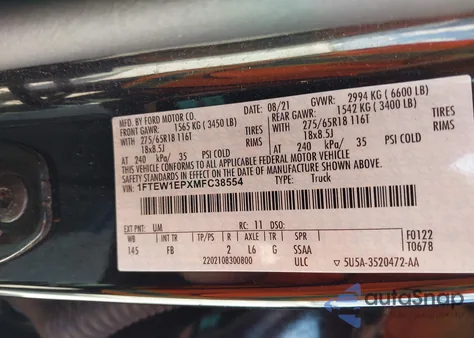 MFD. BY FORD MOTOR CO.
DATE: 08/21 GVWR: 2994 KG ( 6600 LB)
FRONT GAWR: 1565 KG ( 3450 LB) REAR GAWR: 1542 KG ( 3400 LB)
275/65R18 116T TIRES WITH 275/65R18 116T TIRES
18x8.5J RIMS 18x8.5J RIMS
AT 240 kPa/ 35 PSI COLD AT 240 kPa/ 35 PSI COLD
THIS VEHICLE CONFORMS TO ALL APPLICABLE FEDERAL MOTOR VEHICLE
IN EFFECT ON THE DATE OF MANUFACTURE SHOWN ABOVE.
VIN: 1FTEW1EPXMFC38554 TYPE: Truck
EXT PNT: UM RC: 11 DSO: F0122
WB INT TR TP/PS R AXLE TR SPR T0678
145 FB 2 L6 G SSAA
2202108300800 ULC 5U5A-3520472-AA
autoSnap